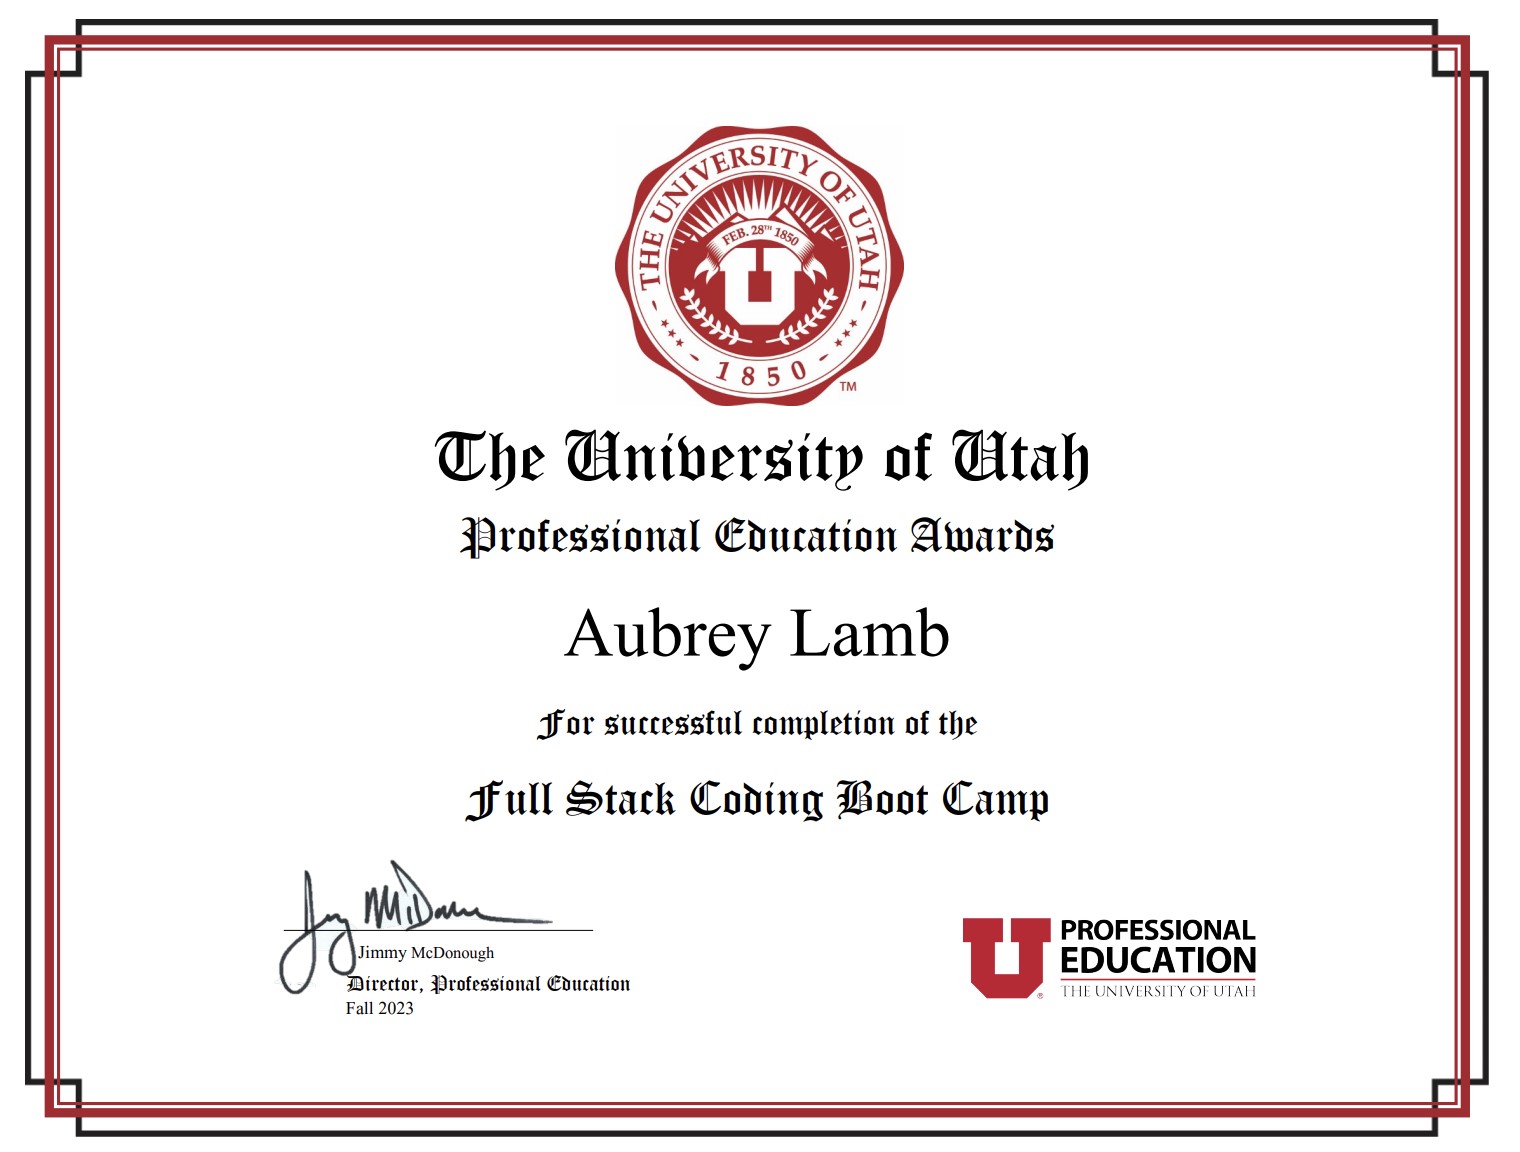 THE UNIVERSITY OF UTAH
FEB. 28TH 1850
- 1850 -
TM
The University of Utah
Professional Education Awards
Aubrey Lamb
For successful completion of the
Full Stack Coding Boot Camp
Jimmy McDonough
Director, Professional Education
Fall 2023
PROFESSIONAL
EDUCATION
THE UNIVERSITY OF UTAH
®